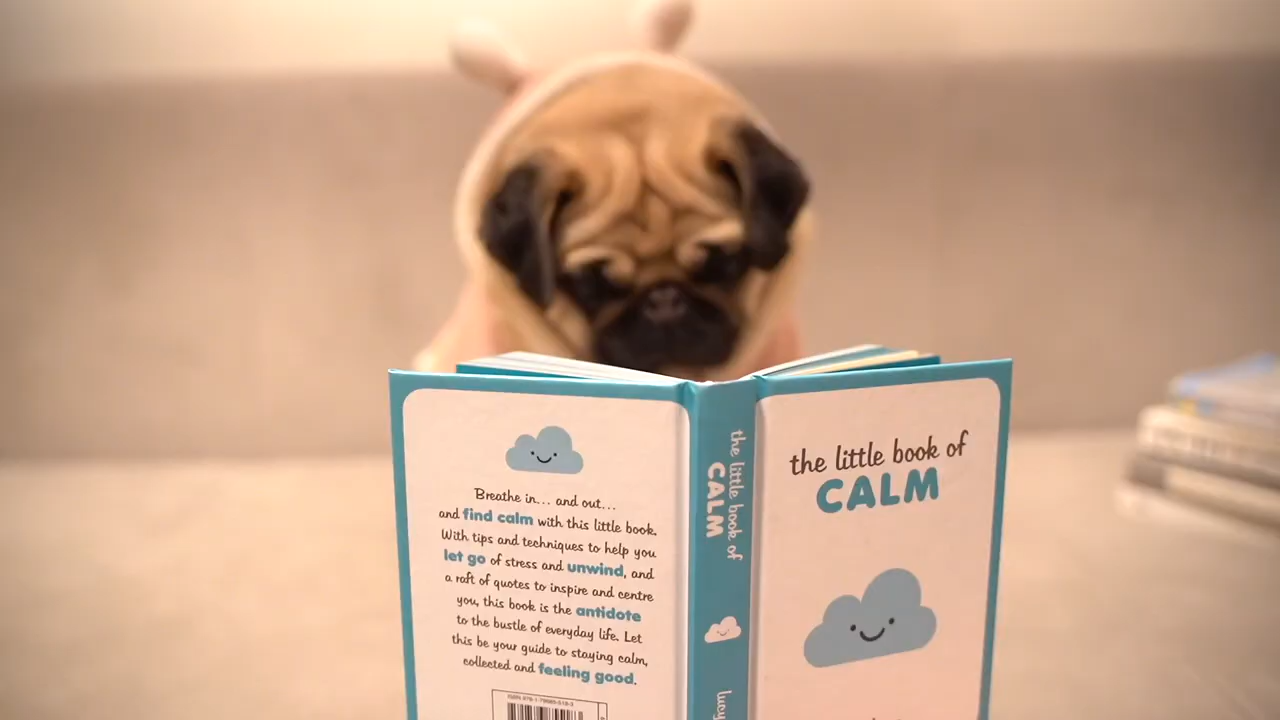 Breathe in... and out...
and find calm with this little book.
With tips and techniques to help you
let go of stress and unwind, and
a raft of quotes to inspire and centre
you, this book is the antidote
to the bustle of everyday life. Let
this be your guide to staying calm,
collected and feeling good.
the little book of
CALM
lucy
the little book of
CALM